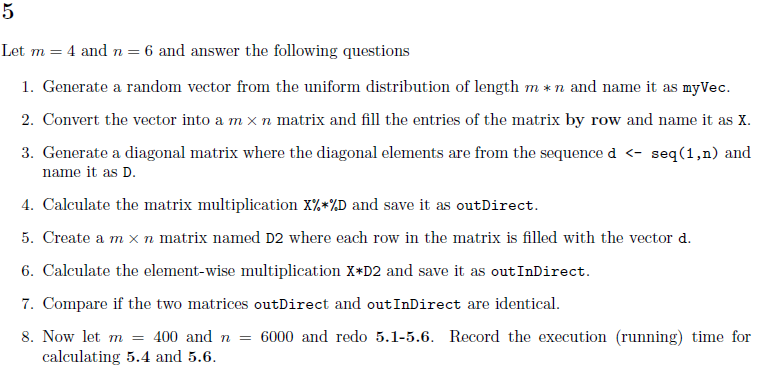 5
Let m = 4 and n = 6 and answer the following questions
1. Generate a random vector from the uniform distribution of length m ∗ n and name it as myVec.
2. Convert the vector into a m × n matrix and fill the entries of the matrix by row and name it as X.
3. Generate a diagonal matrix where the diagonal elements are from the sequence d <- seq(1,n) and
name it as D.
4. Calculate the matrix multiplication X%*%D and save it as outDirect.
5. Create a m × n matrix named D2 where each row in the matrix is filled with the vector d.
6. Calculate the element-wise multiplication X*D2 and save it as outInDirect.
7. Compare if the two matrices outDirect and outInDirect are identical.
8. Now let m = 400 and n = 6000 and redo 5.1-5.6. Record the execution (running) time for
calculating 5.4 and 5.6.